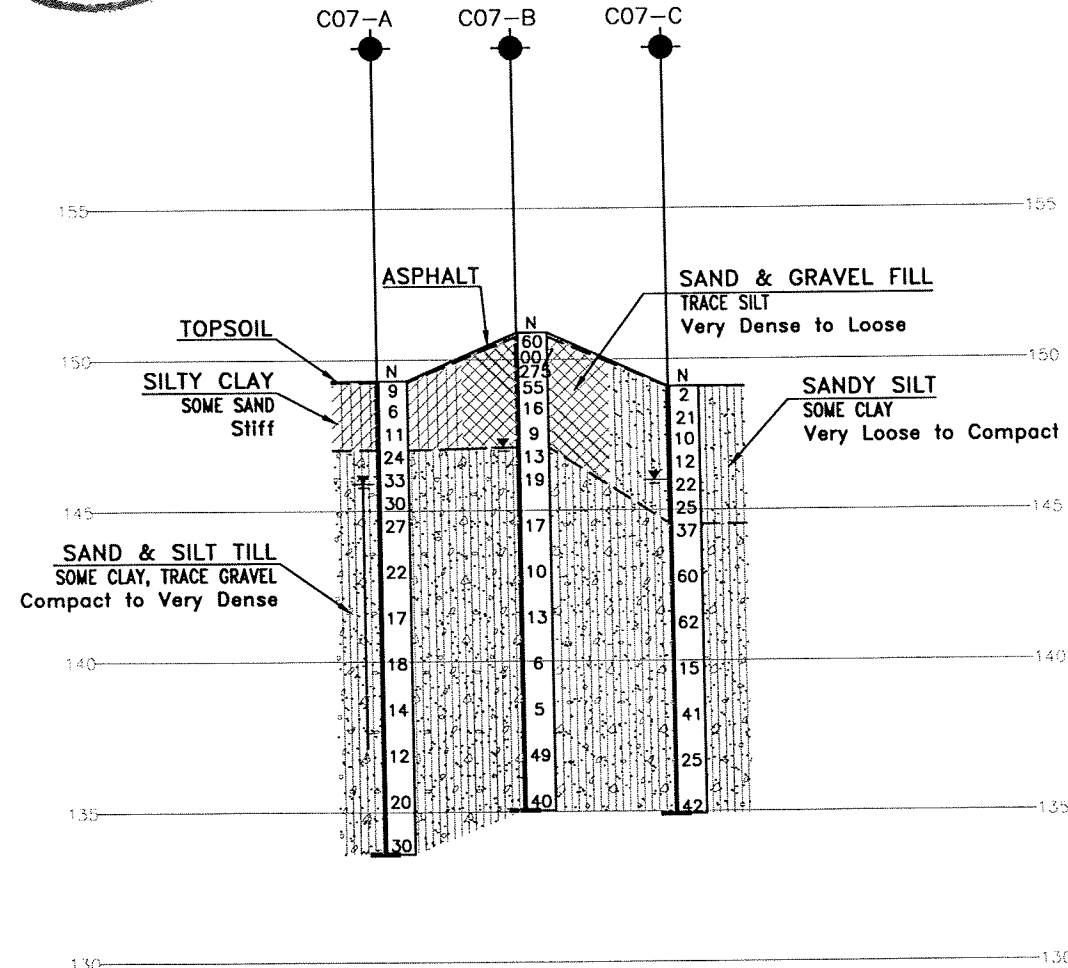 C07-A C07-B C07-C
155 155
ASPHALT
SAND & GRAVEL FILL
TRACE SILT
Very Dense to Loose
TOPSOIL
150 150
SILTY CLAY
SOME SAND
Stiff
SANDY SILT
SOME CLAY
Very Loose to Compact
145 145
SAND & SILT TILL
SOME CLAY, TRACE GRAVEL
Compact to Very Dense
140 140
135 135
130
N
9
6
11
24
33
30
27
22
17
18
14
12
20
30
N
60
00/
275
55
16
9
13
19
17
10
13
6
5
49
40
N
2
21
10
12
22
25
37
60
62
15
41
25
42